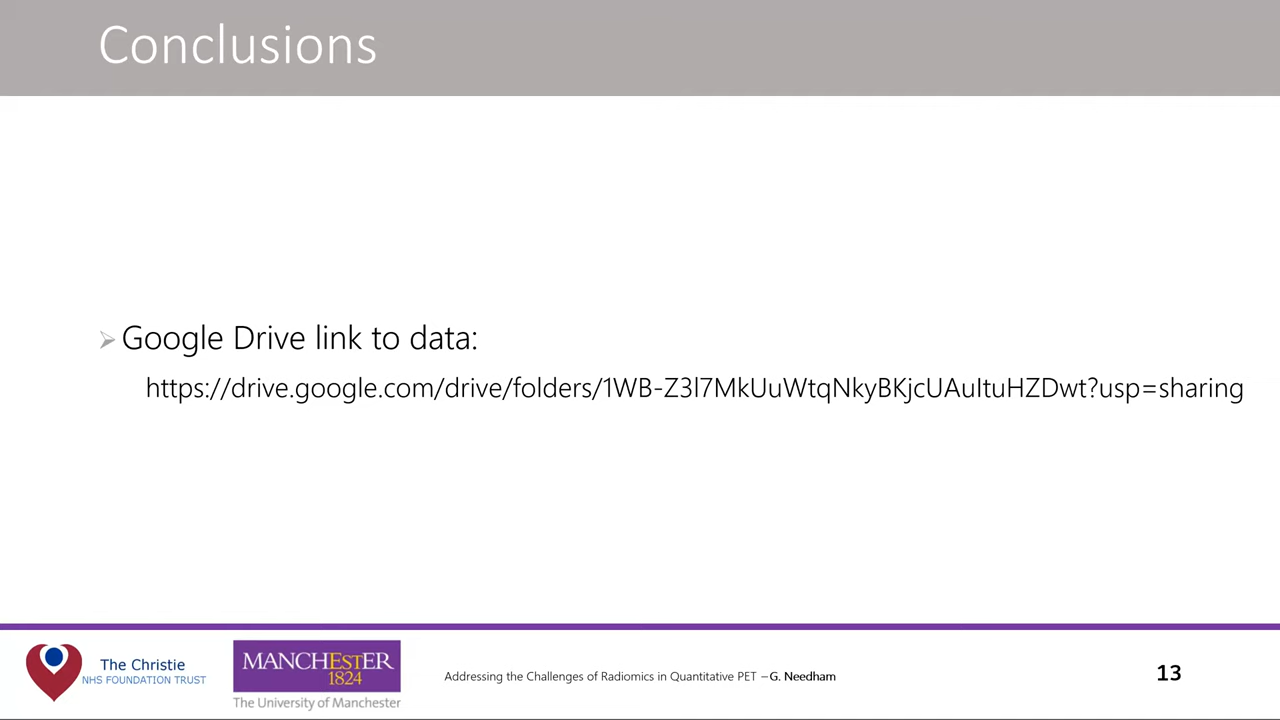 Conclusions
Google Drive link to data:
https://drive.google.com/drive/folders/1WB-Z3l7MkUuWtqNkyBKjcUAuItuHZDwt?usp=sharing
The Christie
NHS FOUNDATION TRUST
MANCHESTER
1824
The University of Manchester
Addressing the Challenges of Radiomics in Quantitative PET – G. Needham
13